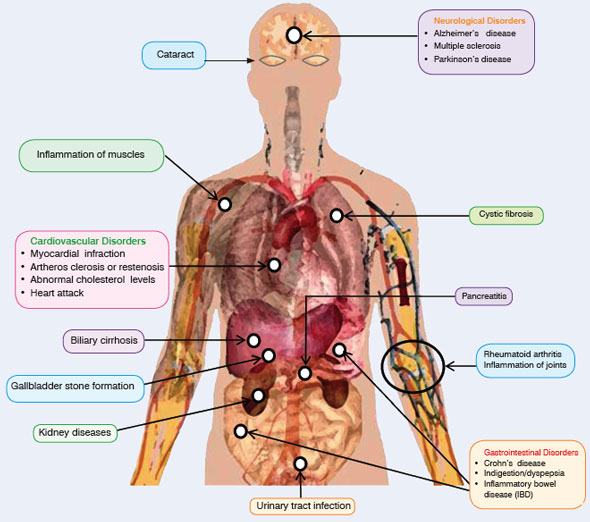 Neurological Disorders
• Alzheimer's disease
• Multiple sclerosis
• Parkinson's disease
Cataract
Inflammation of muscles
Cystic fibrosis
Cardiovascular Disorders
• Myocardial infraction
• Artheros clerosis or restenosis
• Abnormal cholesterol levels
• Heart attack
Pancreatitis
Biliary cirrhosis
Rheumatoid arthritis
Inflamation of joints
Gallbladder stone formation
Kidney diseases
Gastrointestinal Disorders
• Crohn's disease
• Indigestion/dyspepsia
• Inflammatory bowel
disease (IBD)
Urinary tract infection